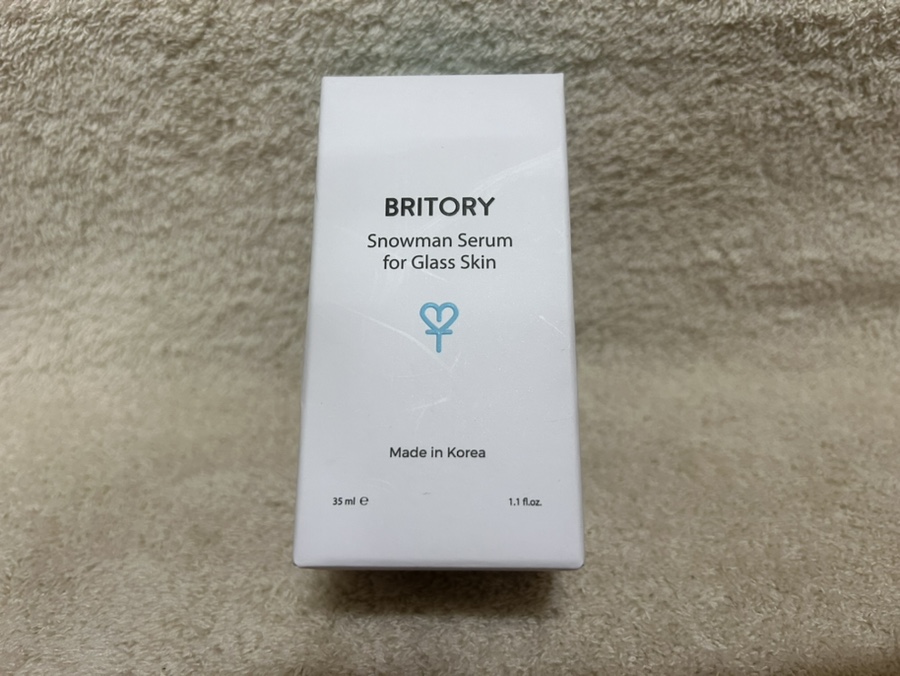 BRITORY
Snowman Serum
for Glass Skin
Made in Korea
35 ml ℮
1.1 fl.oz.